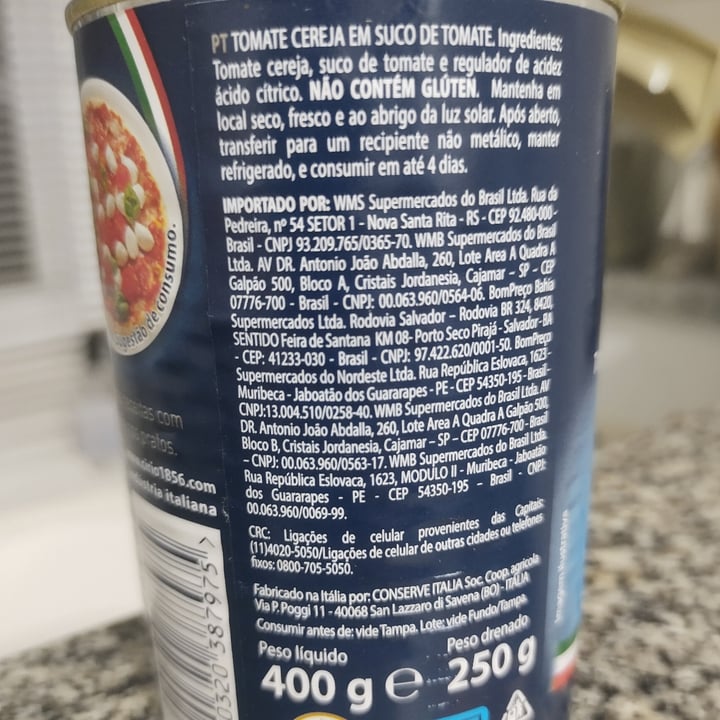 PT TOMATE CEREJA EM SUCO DE TOMATE. Ingredientes:
Tomate cereja, suco de tomate e regulador de acidez
ácido cítrico. NÃO CONTÉM GLÚTEN. Mantenha em
local seco, fresco e ao abrigo da luz solar. Após aberto,
transferir para um recipiente não metálico, manter
refrigerado, e consumir em até 4 dias.
IMPORTADO POR: WMS Supermercados do Brasil Ltda. Rua da
Pedreira, nº 54 SETOR 1 - Nova Santa Rita - RS - CEP 92.480-000-
Brasil - CNPJ 93.209.765/0365-70. WMB Supermercados do Brasil
Ltda. AV DR. Antonio João Abdalla, 260, Lote Area A Quadra A
Galpão 500, Bloco A, Cristais Jordanesia, Cajamar – SP – CEP
07776-700 - Brasil - CNPJ: 00.063.960/0564-06. BomPreço Bahia
Supermercados Ltda. Rodovia Salvador – Rodovia BR 324, 8420,
SENTIDO Feira de Santana KM 08- Porto Seco Pirajá - Salvador - BA
- CEP: 41233-030 - Brasil - CNPJ: 97.422.620/0001-50. BomPreço
Supermercados do Nordeste Ltda. Rua República Eslovaca, 1623 -
Muribeca - Jaboatão dos Guararapes - PE - CEP 54350-195 - Brasil -
CNPJ:13.004.510/0258-40. WMB Supermercados do Brasil Ltda. AV
DR. Antonio João Abdalla, 260, Lote Area A Quadra A Galpão 500,
Bloco B, Cristais Jordanesia, Cajamar – SP – CEP 07776-700 - Brasil
– CNPJ: 00.063.960/0563-17. WMB Supermercados do Brasil Ltda.
Rua República Eslovaca, 1623, MODULO II - Muribeca - Jaboatão
dos Guararapes - PE - CEP 54350-195 – Brasil - CNPJ:
00.063.960/0069-99.
CRC: Ligações de celular provenientes das Capitais:
(11)4020-5050/Ligações de celular de outras cidades ou telefones
fixos: 0800-705-5050.
Fabricado na Itália por: CONSERVE ITALIA Soc. Coop. agricola
Via P. Poggi 11 - 40068 San Lazzaro di Savena (BO) - ITALIA
Consumir antes de: vide Tampa. Lote: vide Fundo/Tampa.
Peso líquido
400 g e
Peso drenado
250 g
Sugestão de consumo.
com
pratos.
.cirio1856.com
italiana
Imagem ilustrativa